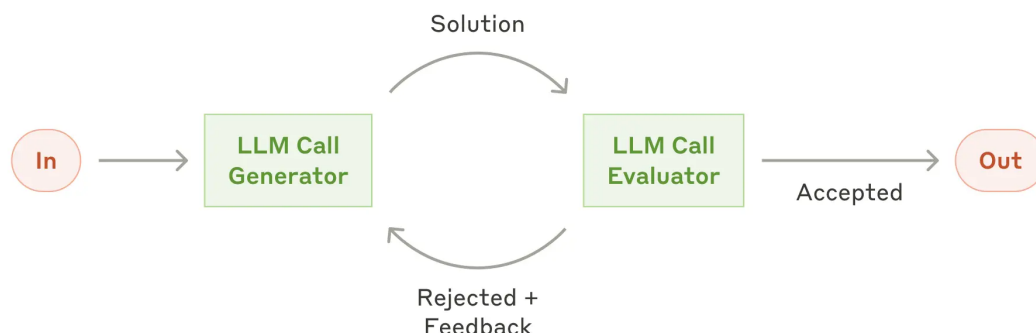 Solution
In
LLM Call
Generator
LLM Call
Evaluator
Out
Accepted
Rejected +
Feedback